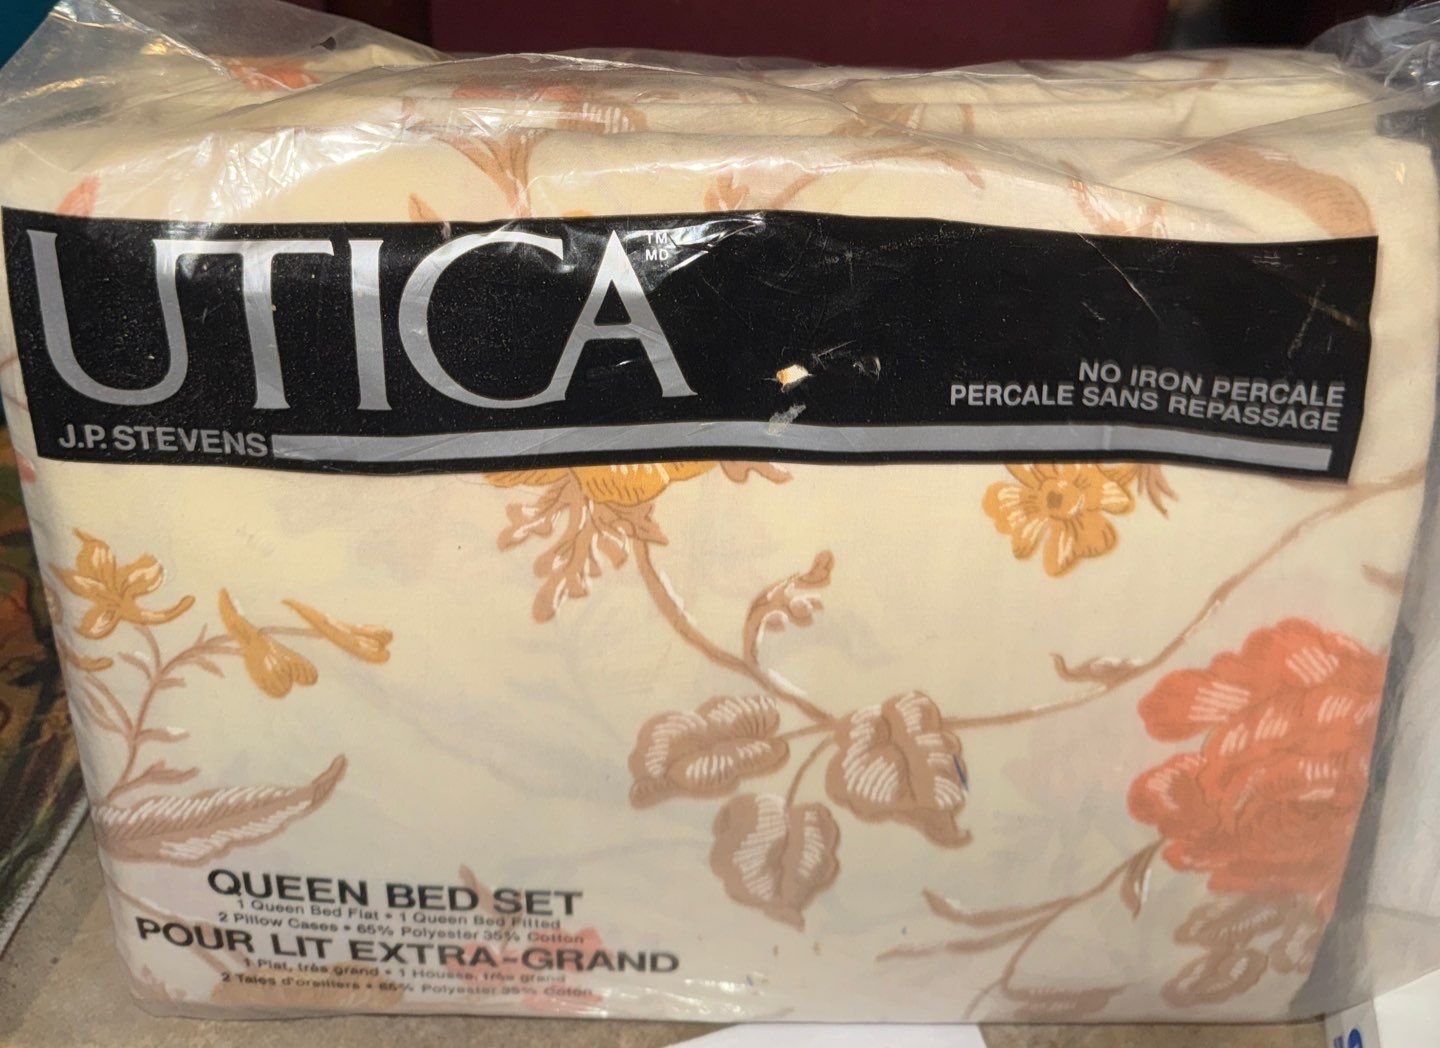 UTICA
TM
MD
J.P. STEVENS
NO IRON PERCALE
PERCALE SANS REPASSAGE
QUEEN BED SET
1 Queen Bed Flat • 1 Queen Bed Fitted
2 Pillow Cases • 65% Polyester 35% Cotton
POUR LIT EXTRA-GRAND
1 Plat, très grand • 1 Housse, très grand
2 Taies d'oreillers • 65% Polyester 35% Coton